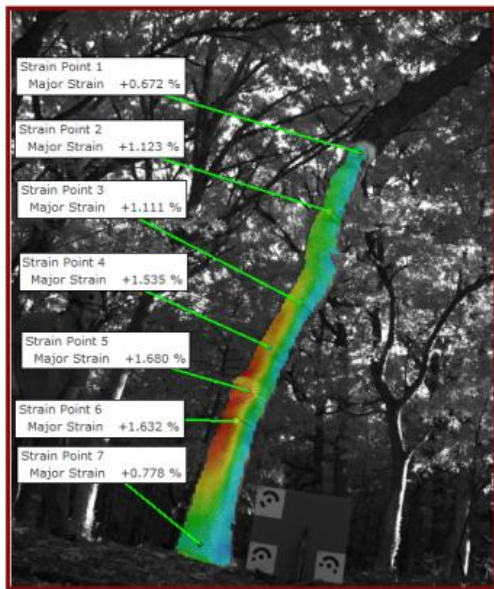 Strain Point 1
Major Strain +0.672 %
Strain Point 2
Major Strain +1.123 %
Strain Point 3
Major Strain +1.111 %
Strain Point 4
Major Strain +1.535 %
Strain Point 5
Major Strain +1.680 %
Strain Point 6
Major Strain +1.632 %
Strain Point 7
Major Strain +0.778 %